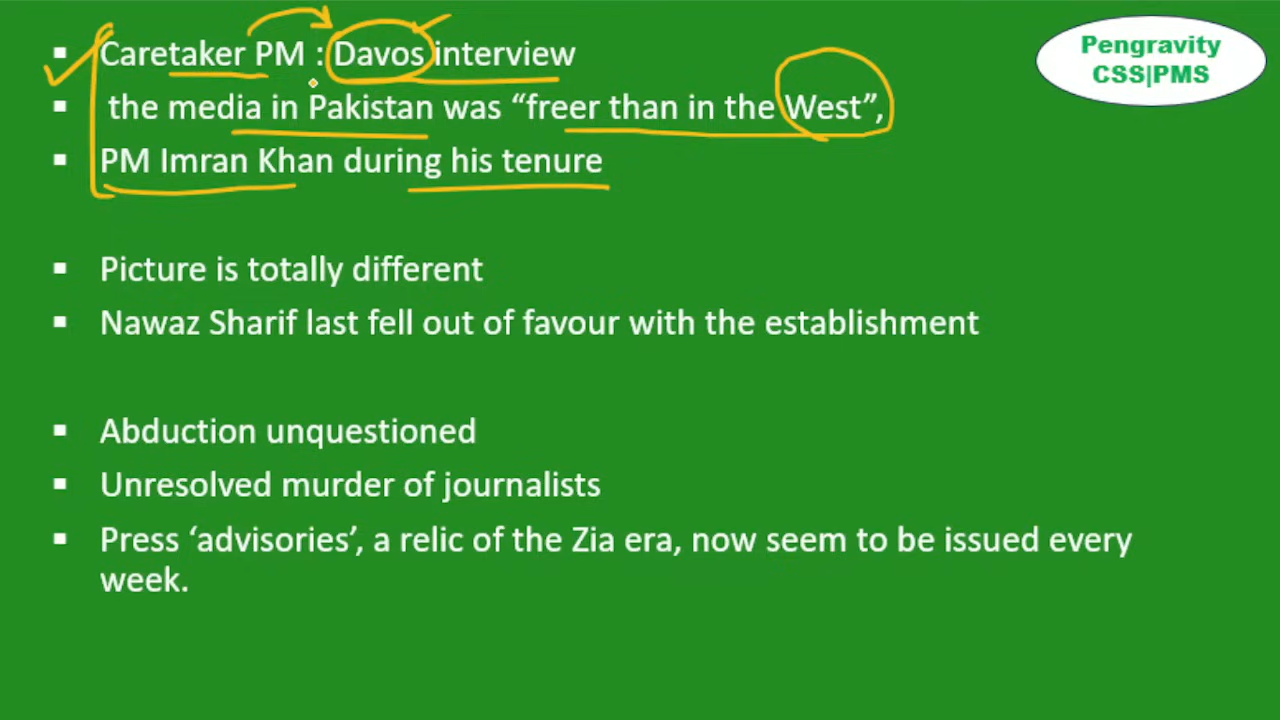 Pengravity
CSS|PMS
▪ Caretaker PM : Davos interview
▪ the media in Pakistan was “freer than in the West”,
▪ PM Imran Khan during his tenure
▪ Picture is totally different
▪ Nawaz Sharif last fell out of favour with the establishment
▪ Abduction unquestioned
▪ Unresolved murder of journalists
▪ Press ‘advisories’, a relic of the Zia era, now seem to be issued every
week.